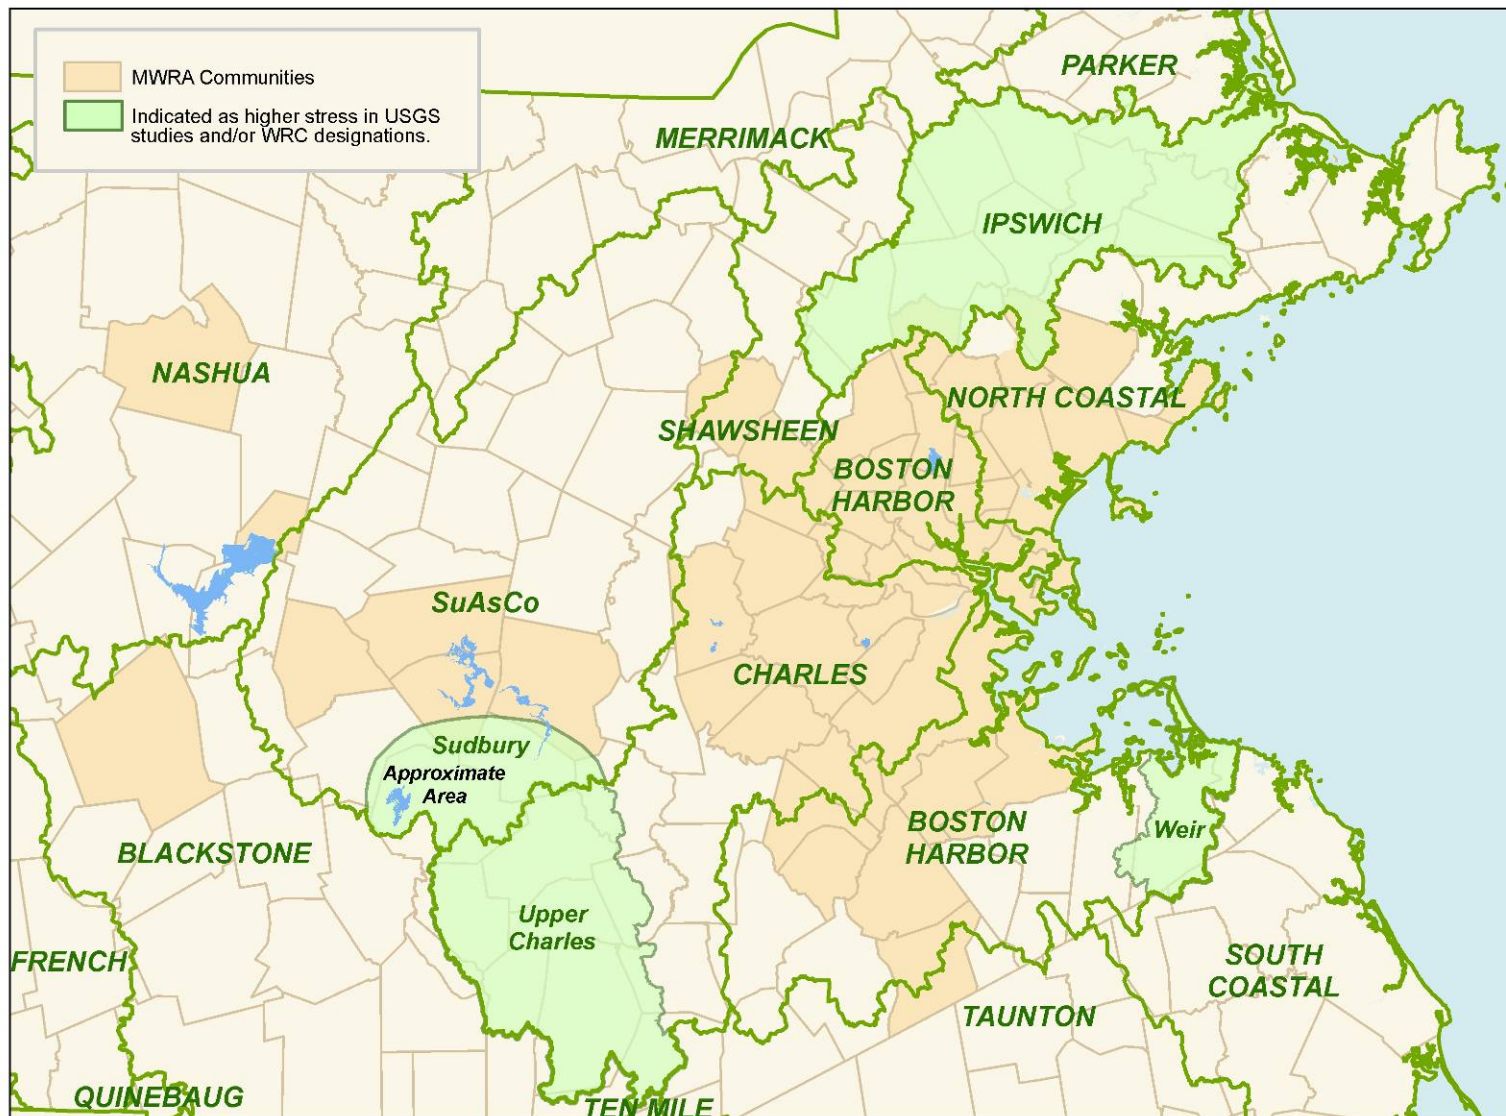 MWRA Communities
Indicated as higher stress in USGS
studies and/or WRC designations.
PARKER
MERRIMACK
IPSWICH
NASHUA
NORTH COASTAL
SHAWSHEEN
BOSTON
HARBOR
SuAsCo
CHARLES
Sudbury
Approximate
Area
BOSTON
HARBOR
Weir
BLACKSTONE
Upper
Charles
FRENCH
SOUTH
COASTAL
TAUNTON
QUINEBAUG
TEN MILE